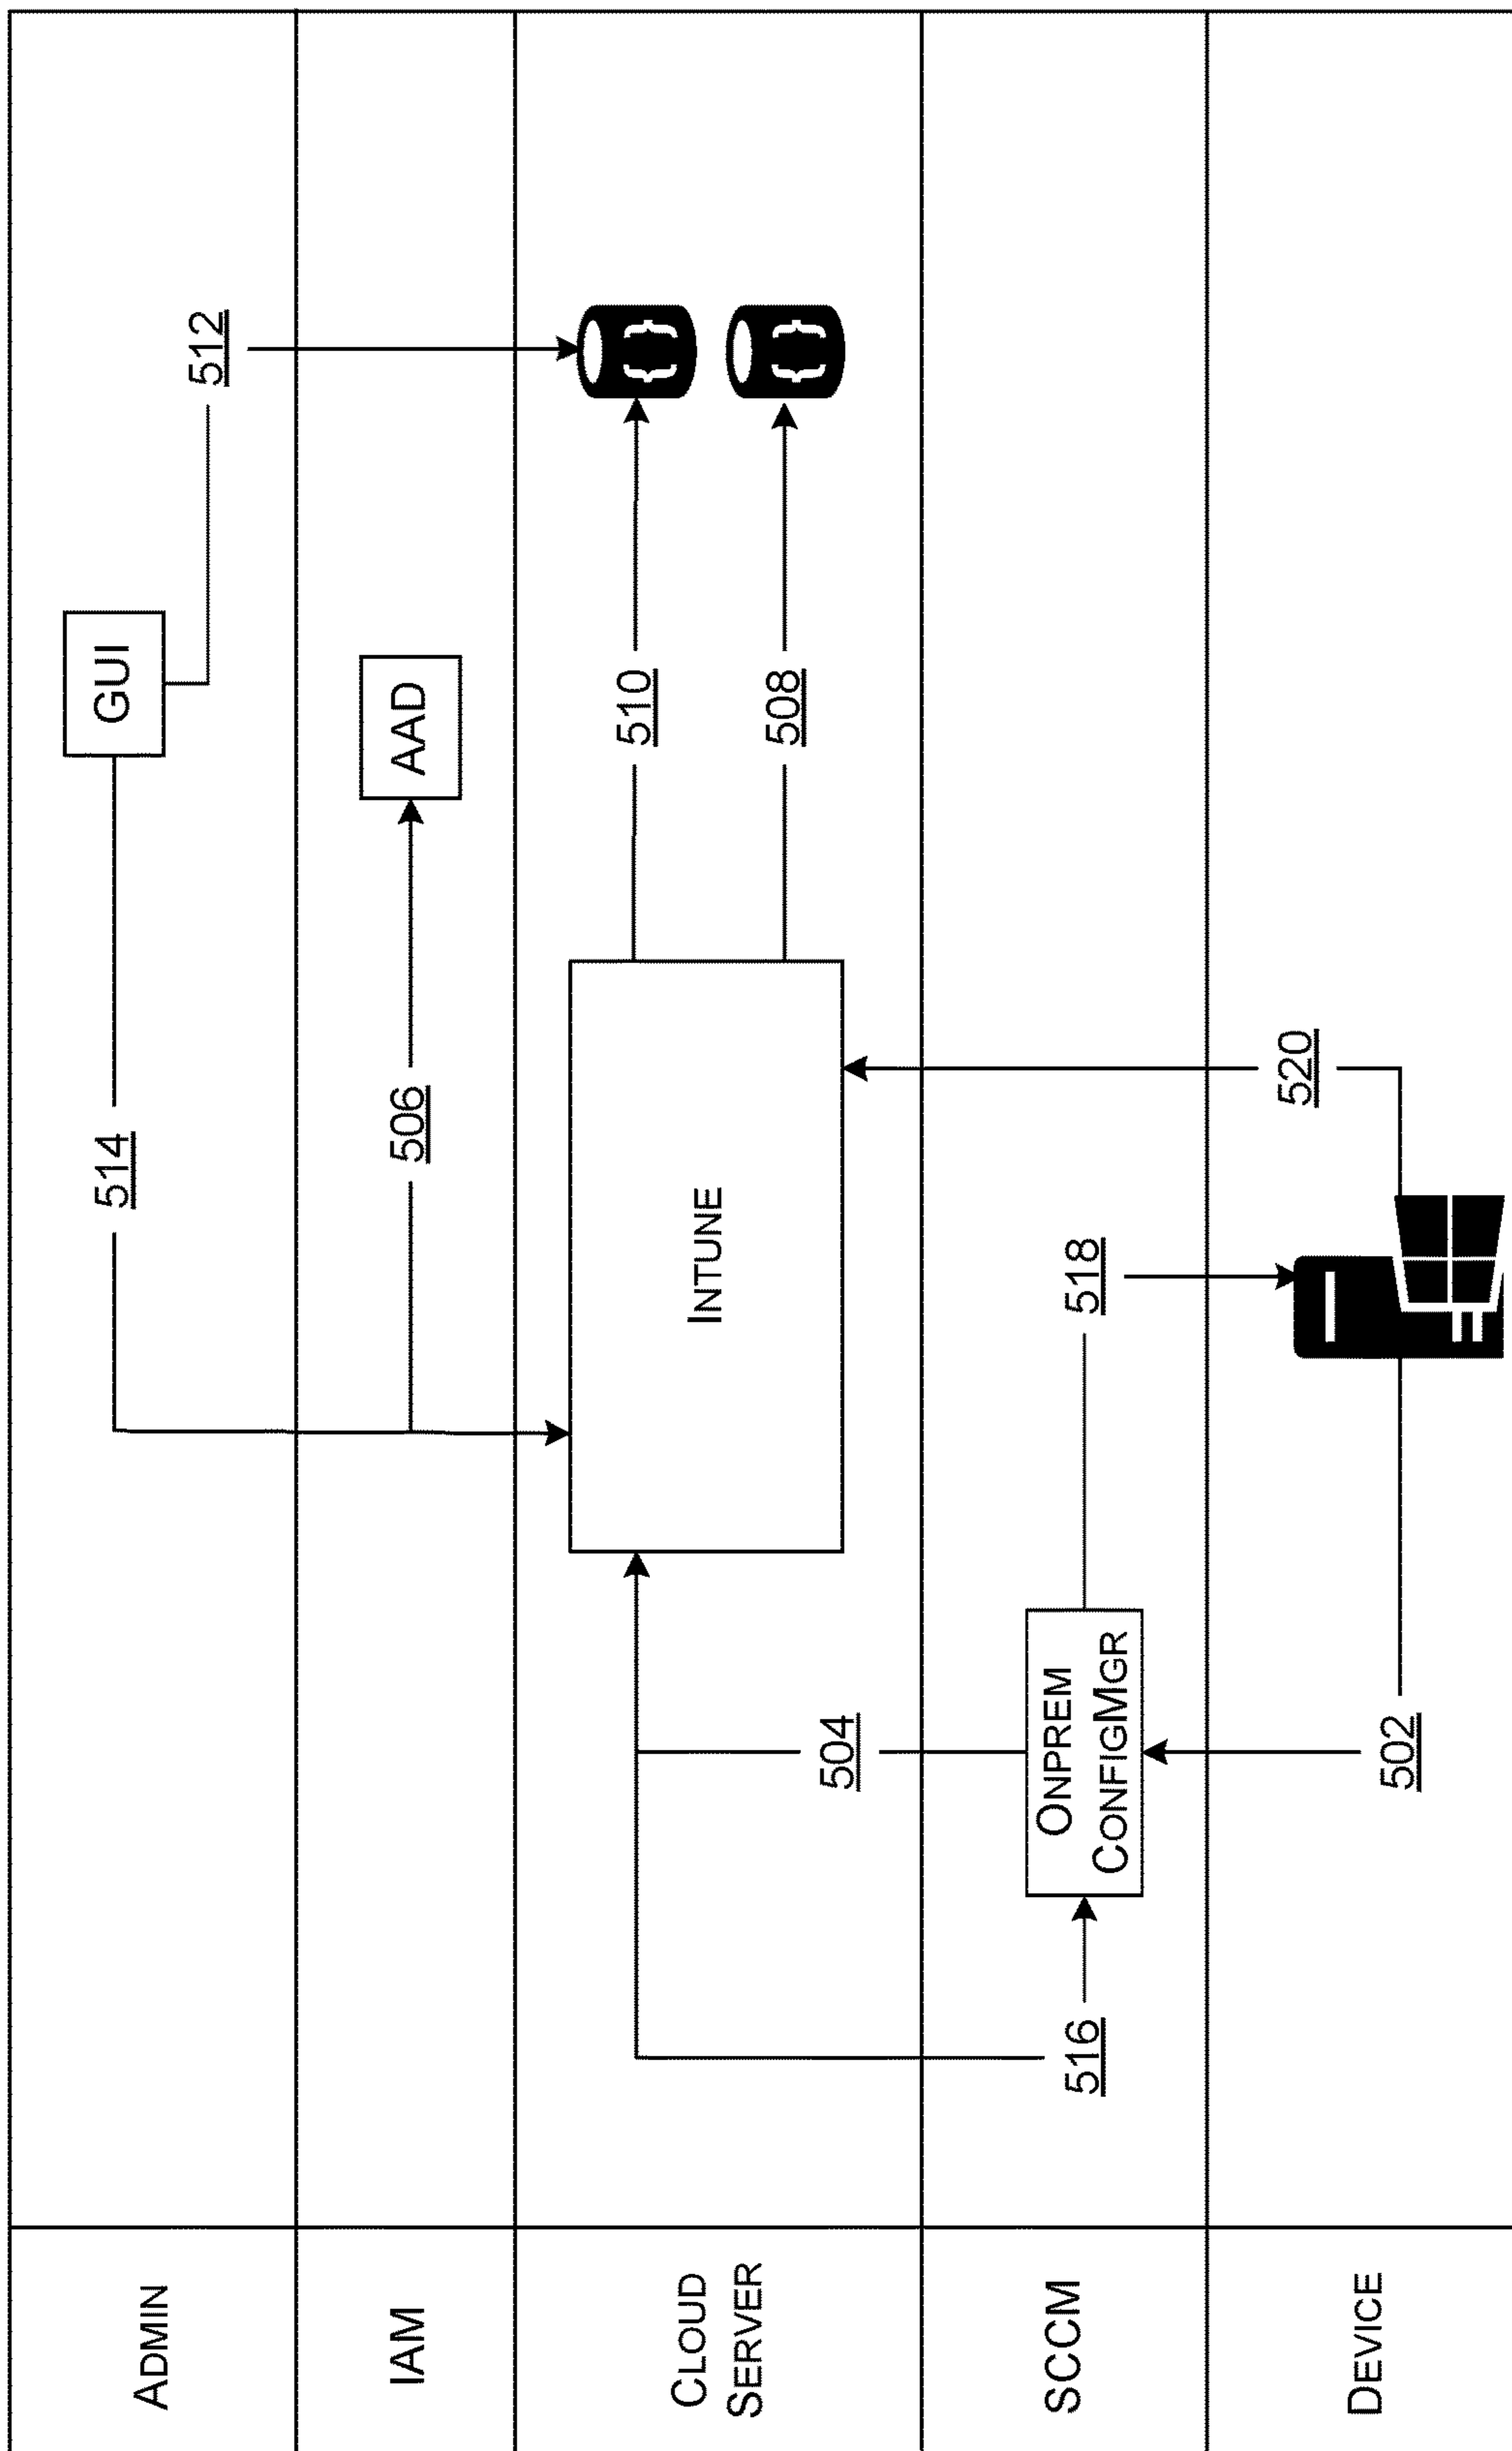 ADMIN
514
GUI
512
IAM
506
AAD
CLOUD
SERVER
INTUNE
510
508
{ }
{ }
SCCM
516
ONPREM
CONFIGMGR
504
518
DEVICE
502
520